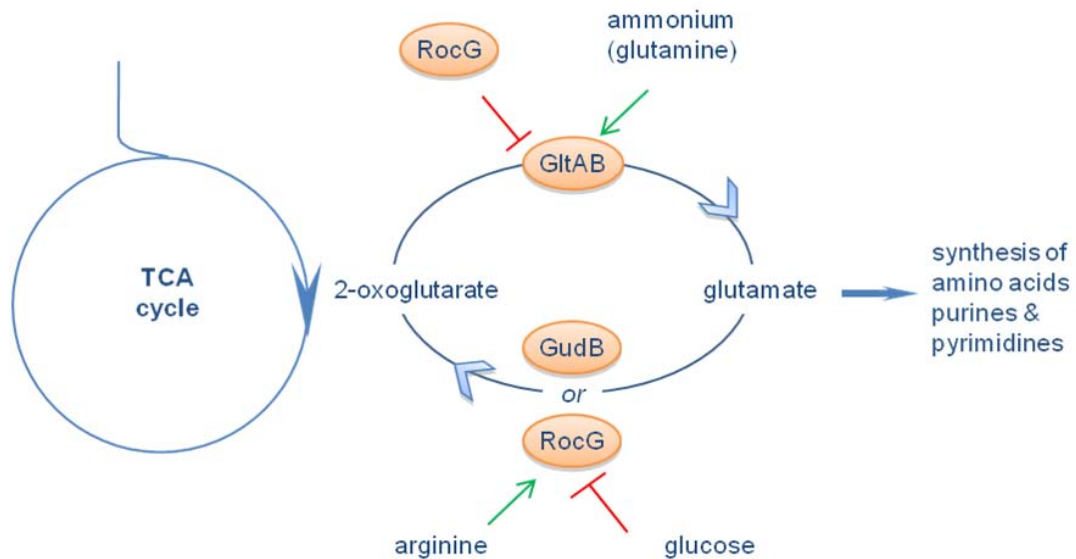 RocG
ammonium
(glutamine)
GltAB
TCA
cycle
2-oxoglutarate
glutamate
synthesis of
amino acids
purines &
pyrimidines
GudB
or
RocG
arginine
glucose